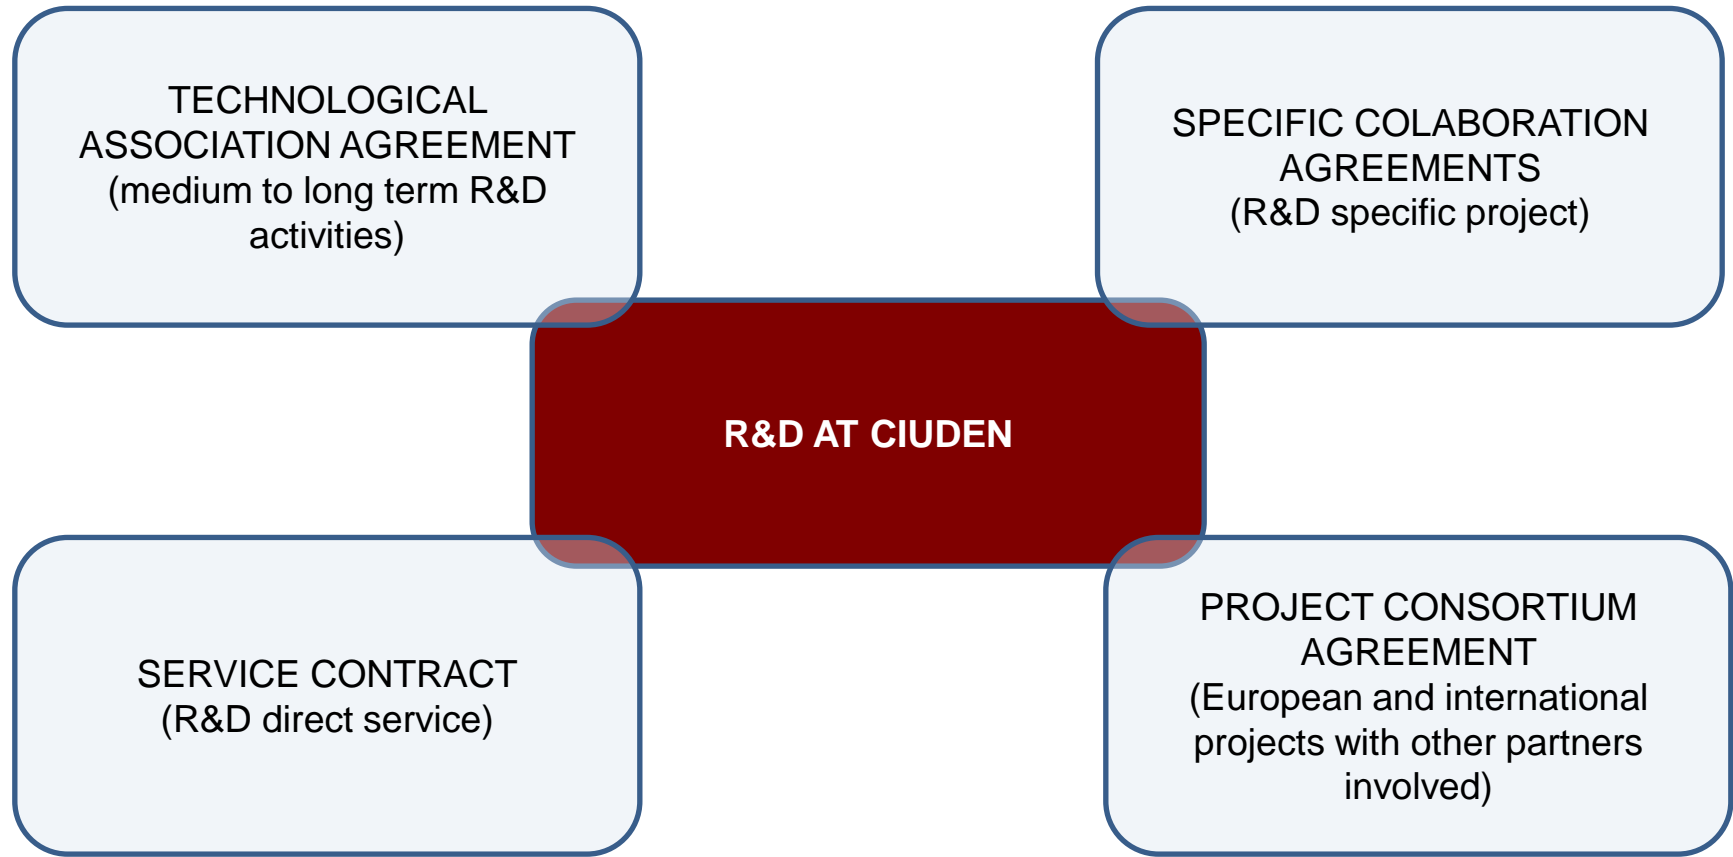 TECHNOLOGICAL
ASSOCIATION AGREEMENT
(medium to long term R&D
activities)
SPECIFIC COLABORATION
AGREEMENTS
(R&D specific project)
R&D AT CIUDEN
SERVICE CONTRACT
(R&D direct service)
PROJECT CONSORTIUM
AGREEMENT
(European and international
projects with other partners
involved)